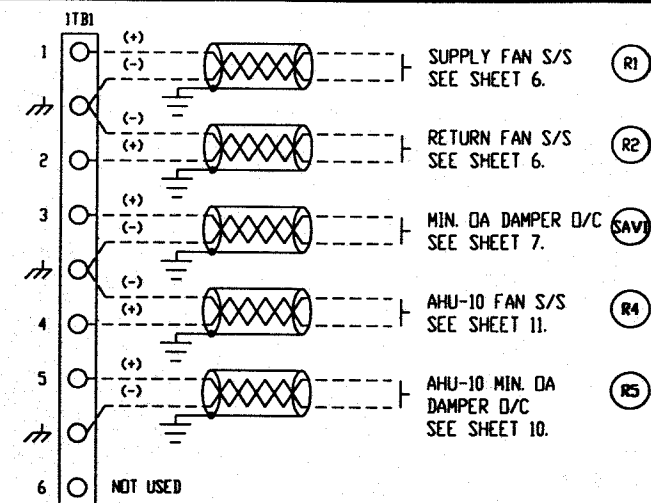 1TB1
1 (+)
(-)
SUPPLY FAN S/S
SEE SHEET 6.
R1
(-)
2 (+)
RETURN FAN S/S
SEE SHEET 6.
R2
3 (+)
(-)
MIN. OA DAMPER O/C
SEE SHEET 7.
SAV1
(-)
4 (+)
AHU-10 FAN S/S
SEE SHEET 11.
R4
5 (+)
(-)
AHU-10 MIN. OA
DAMPER O/C
SEE SHEET 10.
R5
6 NOT USED